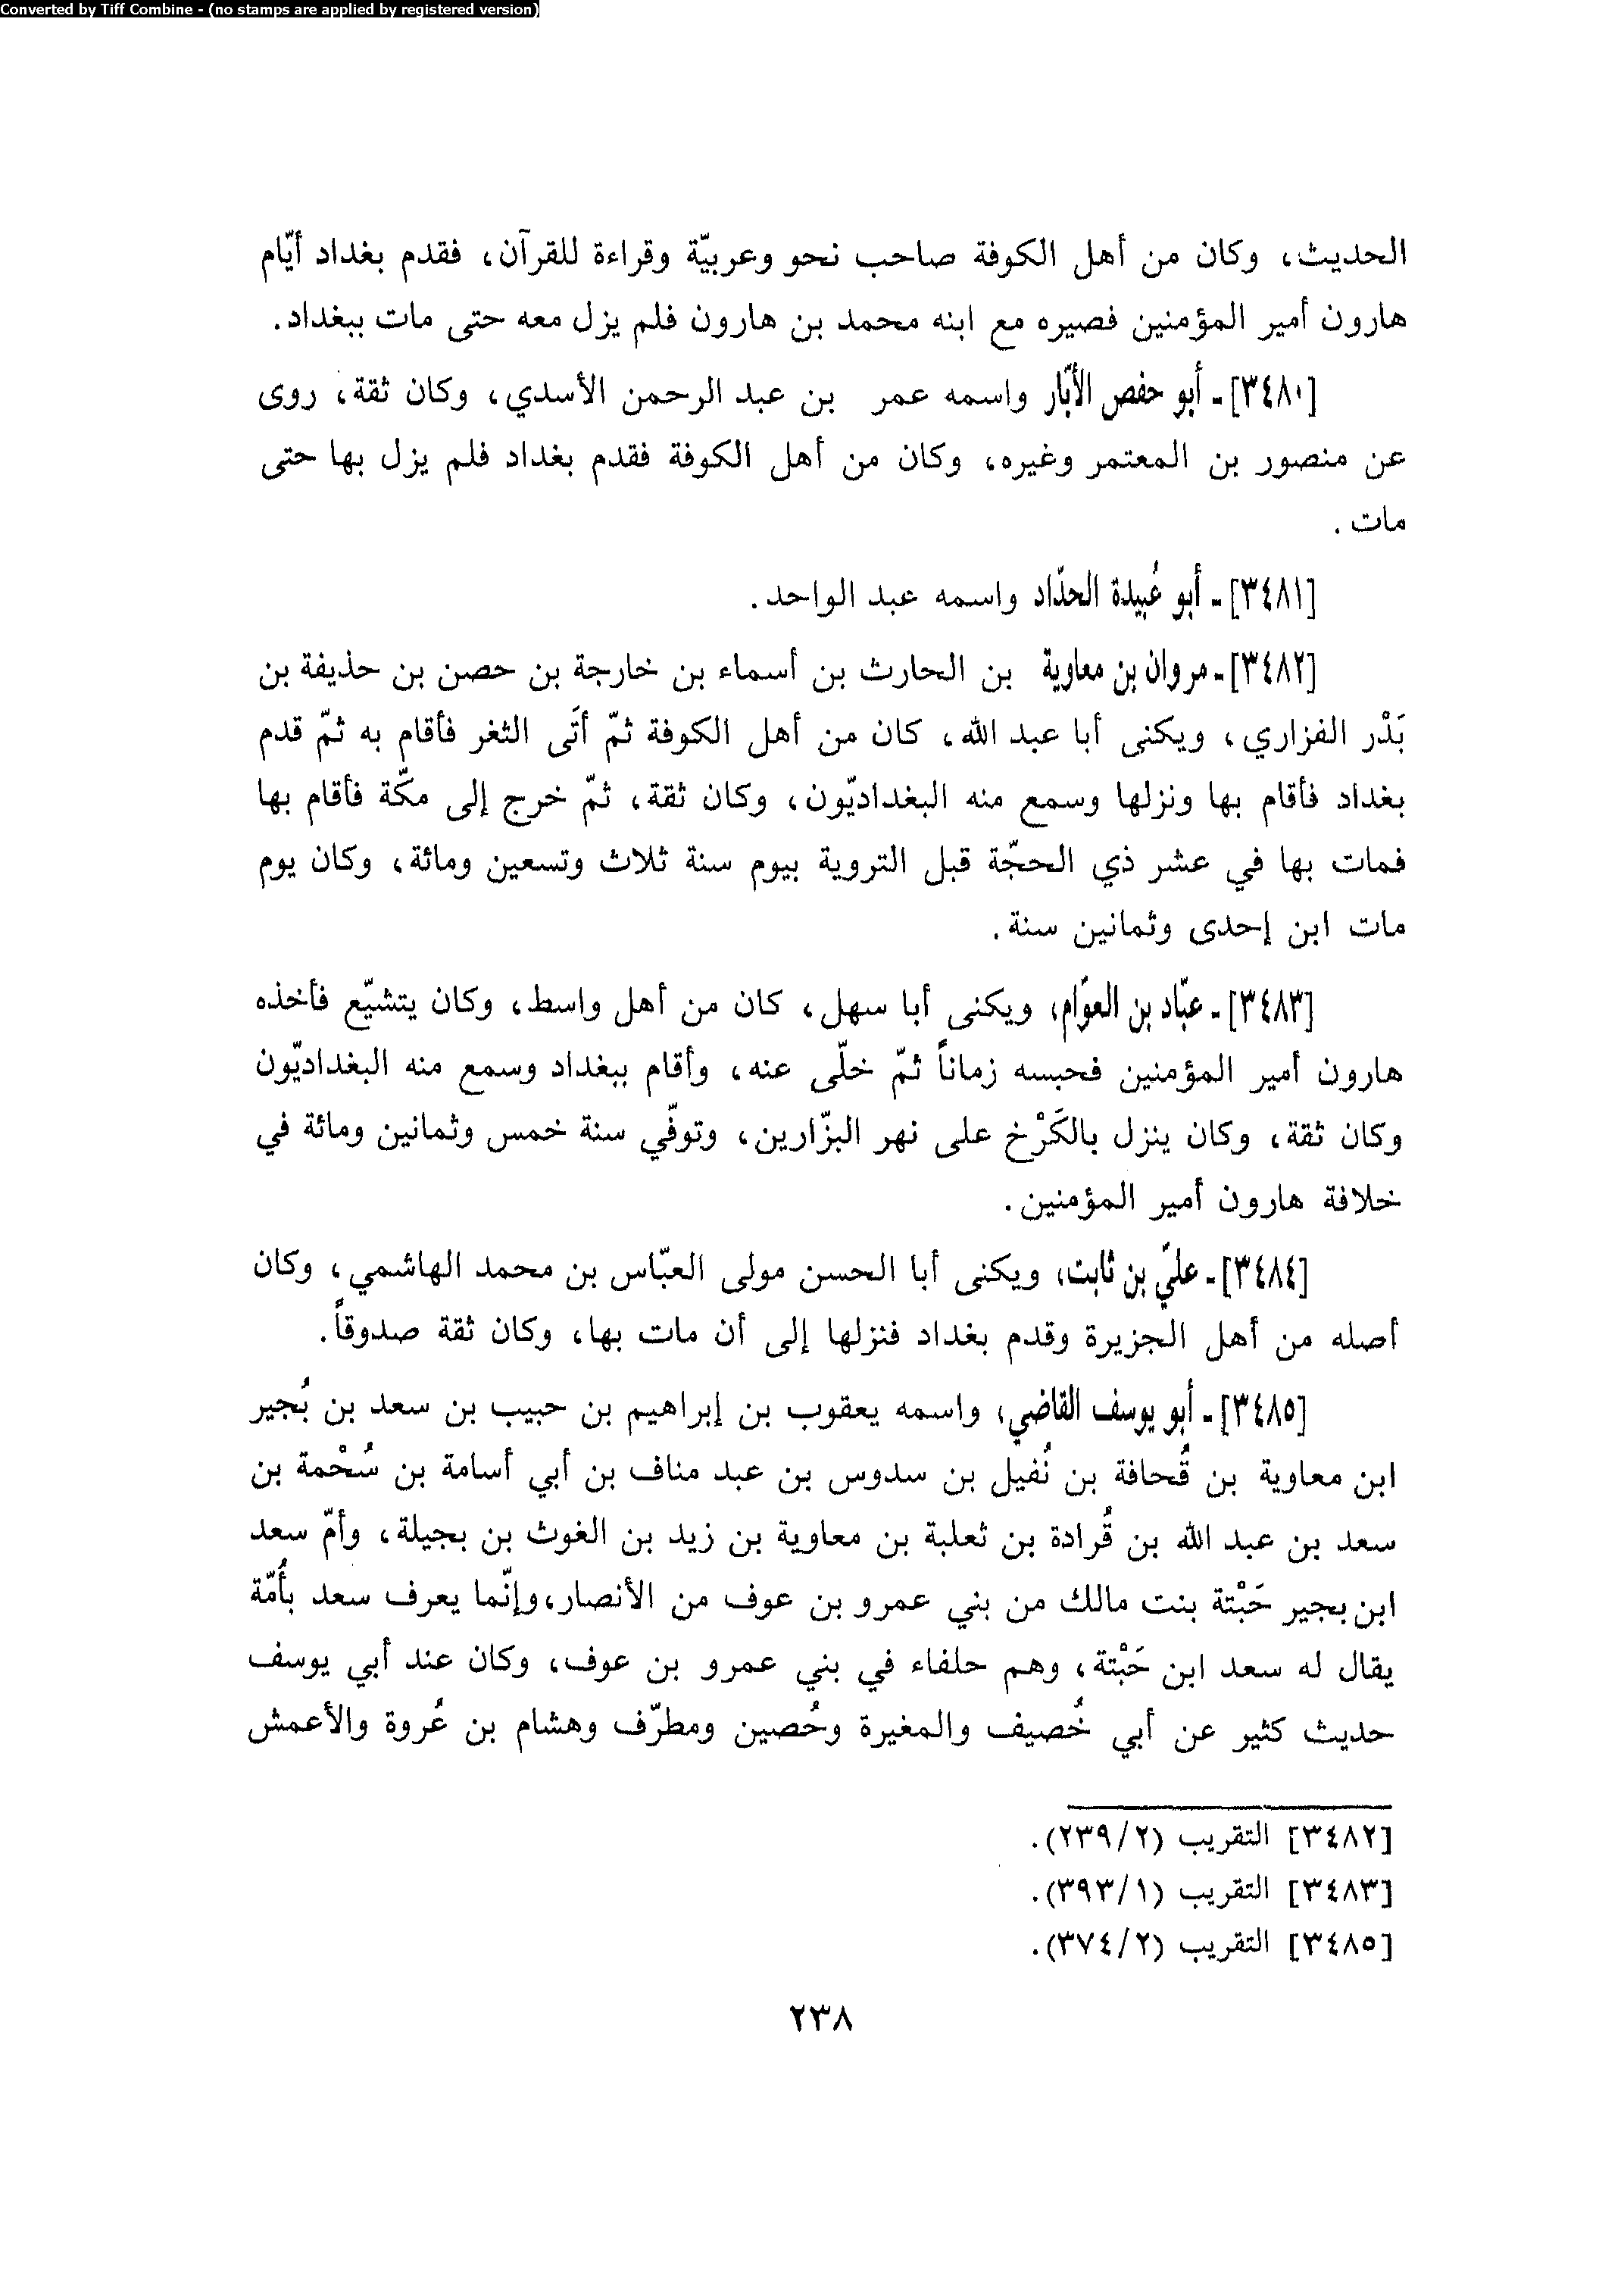 Converted by Tiff Combine - (no stamps are applied by registered version)
الحديث، وكان من أهل الكوفة صاحب نحو وعربيّة وقراءة للقرآن، فقدم بغداد أيّام
هارون أمير المؤمنين فصيره مع ابنه محمد بن هارون فلم يزل معه حتى مات ببغداد.
[٣٤٨٠]ـ أبو حفص الأبّار واسمه عمر بن عبد الرحمن الأسدي، وكان ثقة، روى
عن منصور بن المعتمر وغيره، وكان من أهل الكوفة فقدم بغداد فلم يزل بها حتى
مات.
[٣٤٨١]ـ أبو عُبيدة الحدّاد واسمه عبد الواحد.
[٣٤٨٢]ـ مروان بن معاوية بن الحارث بن أسماء بن خارجة بن حصن بن حذيفة بن
بَدْر الفزاري، ويكنى أبا عبد الله، كان من أهل الكوفة ثمّ أتَى الثغر فأقام به ثمّ قدم
بغداد فأقام بها ونزلها وسمع منه البغداديّون، وكان ثقة، ثمّ خرج إلى مكّة فأقام بها
فمات بها في عشر ذي الحجّة قبل التروية بيوم سنة ثلاث وتسعين ومائة، وكان يوم
مات ابن إحدى وثمانين سنة.
[٣٤٨٣]ـ عبّاد بن العوّام، ويكنى أبا سهل، كان من أهل واسط، وكان يتشيّع فأخذه
هارون أمير المؤمنين فحبسه زماناً ثمّ خلّى عنه، وأقام ببغداد وسمع منه البغداديّون
وكان ثقة، وكان ينزل بالكَرْخ على نهر البزّارين، وتوفّي سنة خمس وثمانين ومائة في
خلافة هارون أمير المؤمنين.
[٣٤٨٤]ـ عليّ بن ثابت، ويكنى أبا الحسن مولى العبّاس بن محمد الهاشمي، وكان
أصله من أهل الجزيرة وقدم بغداد فنزلها إلى أن مات بها، وكان ثقة صدوقاً.
[٣٤٨٥]ـ أبو يوسف القاضي، واسمه يعقوب بن إبراهيم بن حبيب بن سعد بن بُجير
ابن معاوية بن قُحافة بن نُفيل بن سدوس بن عبد مناف بن أبي أسامة بن سُحْمة بن
سعد بن عبد الله بن قُرادة بن ثعلبة بن معاوية بن زيد بن الغوث بن بجيلة، وأمّ سعد
ابن بجير حَبْتة بنت مالك من بني عمرو بن عوف من الأنصار، وإنّما يعرف سعد بأُمّة
يقال له سعد ابن حَبْتة، وهم حلفاء في بني عمرو بن عوف، وكان عند أبي يوسف
حديث كثير عن أبي خُصيف والمغيرة وحُصين ومطرّف وهشام بن عُروة والأعمش
[٣٤٨٢] التقريب (٢/٢٣٩).
[٣٤٨٣] التقريب (١/٣٩٣).
[٣٤٨٥] التقريب (٢/٣٧٤).
٢٣٨